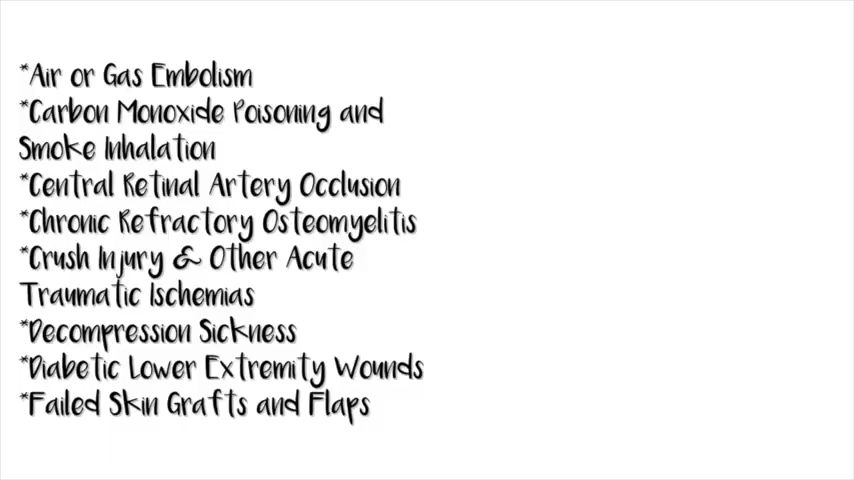 *Air or Gas Embolism
*Carbon Monoxide Poisoning and
Smoke Inhalation
*Central Retinal Artery Occlusion
*Chronic Refractory Osteomyelitis
*Crush Injury & Other Acute
Traumatic Ischemias
*Decompression Sickness
*Diabetic Lower Extremity Wounds
*Failed Skin Grafts and Flaps